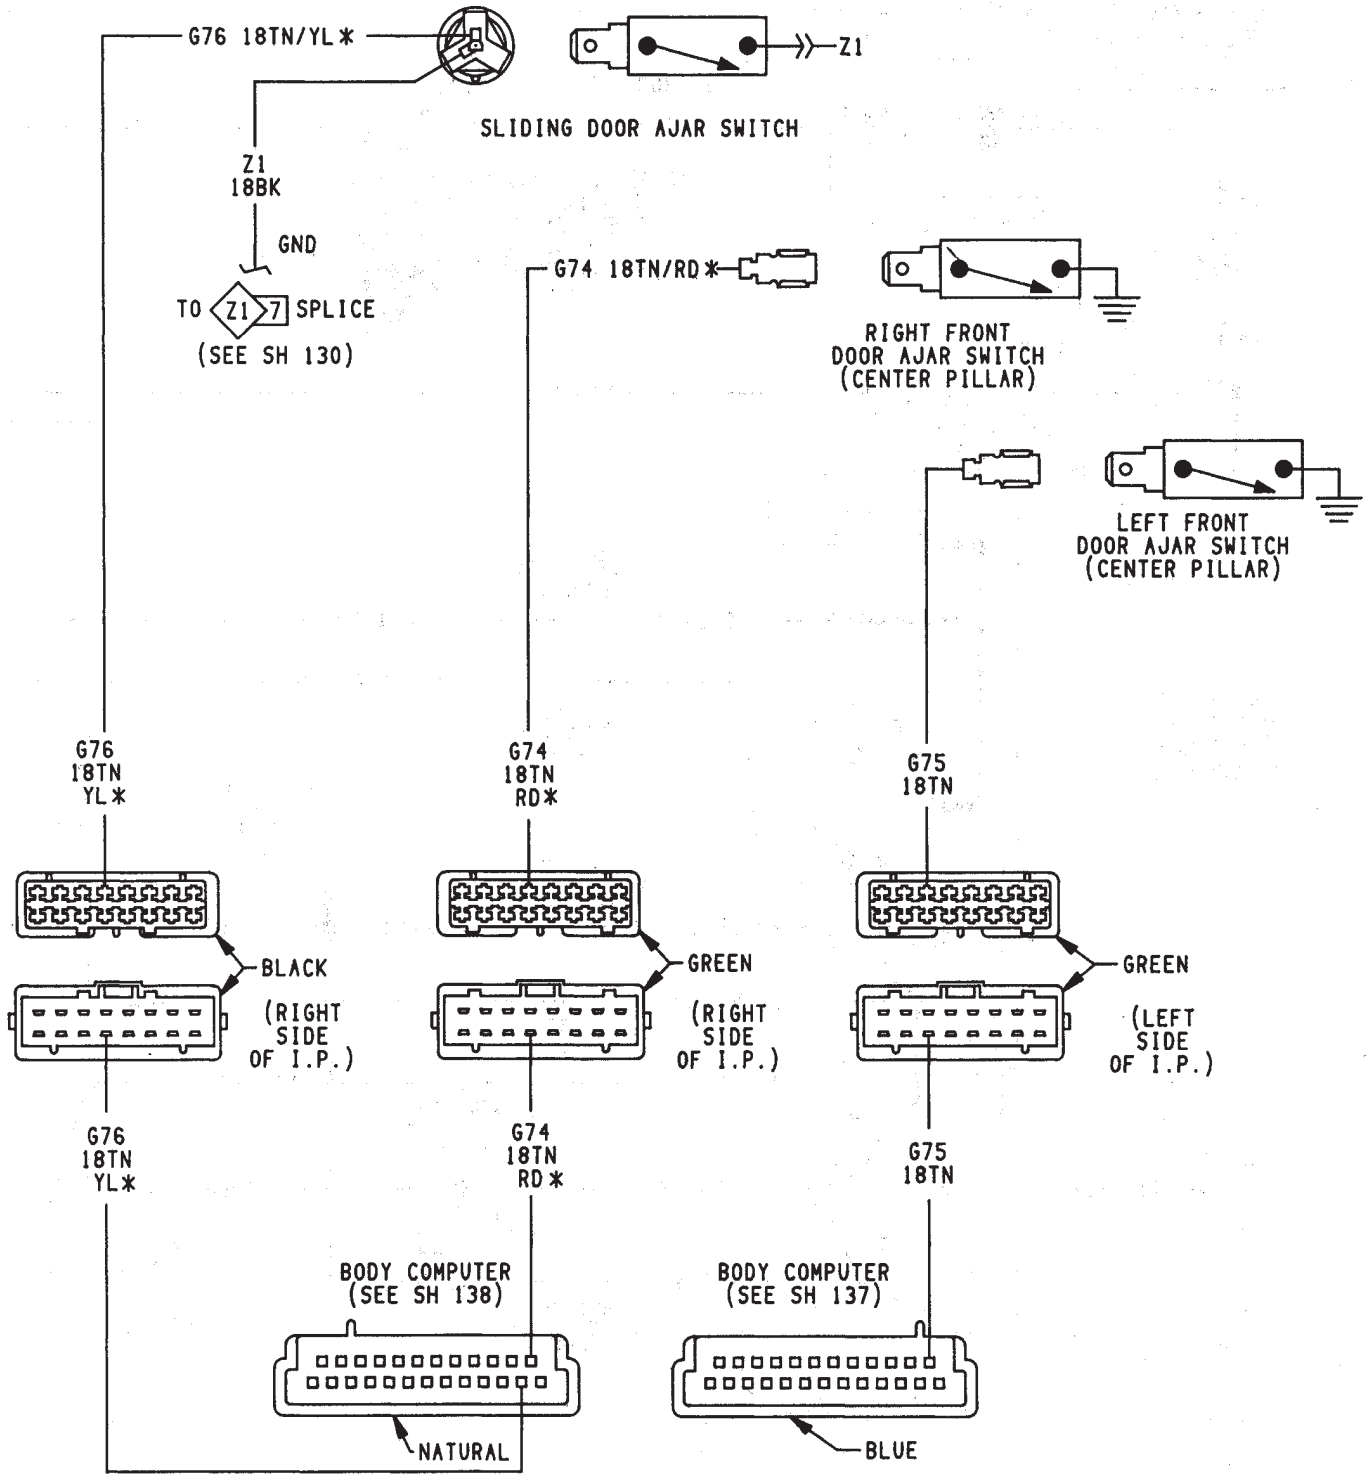 G76 18TN/YL*
Z1
SLIDING DOOR AJAR SWITCH
Z1
18BK
GND
TO Z1 7 SPLICE
(SEE SH 130)
G74 18TN/RD*
RIGHT FRONT
DOOR AJAR SWITCH
(CENTER PILLAR)
LEFT FRONT
DOOR AJAR SWITCH
(CENTER PILLAR)
G76
18TN
YL*
G74
18TN
RD*
G75
18TN
BLACK
(RIGHT
SIDE
OF I.P.)
GREEN
(RIGHT
SIDE
OF I.P.)
GREEN
(LEFT
SIDE
OF I.P.)
G76
18TN
YL*
G74
18TN
RD*
G75
18TN
BODY COMPUTER
(SEE SH 138)
BODY COMPUTER
(SEE SH 137)
NATURAL
BLUE